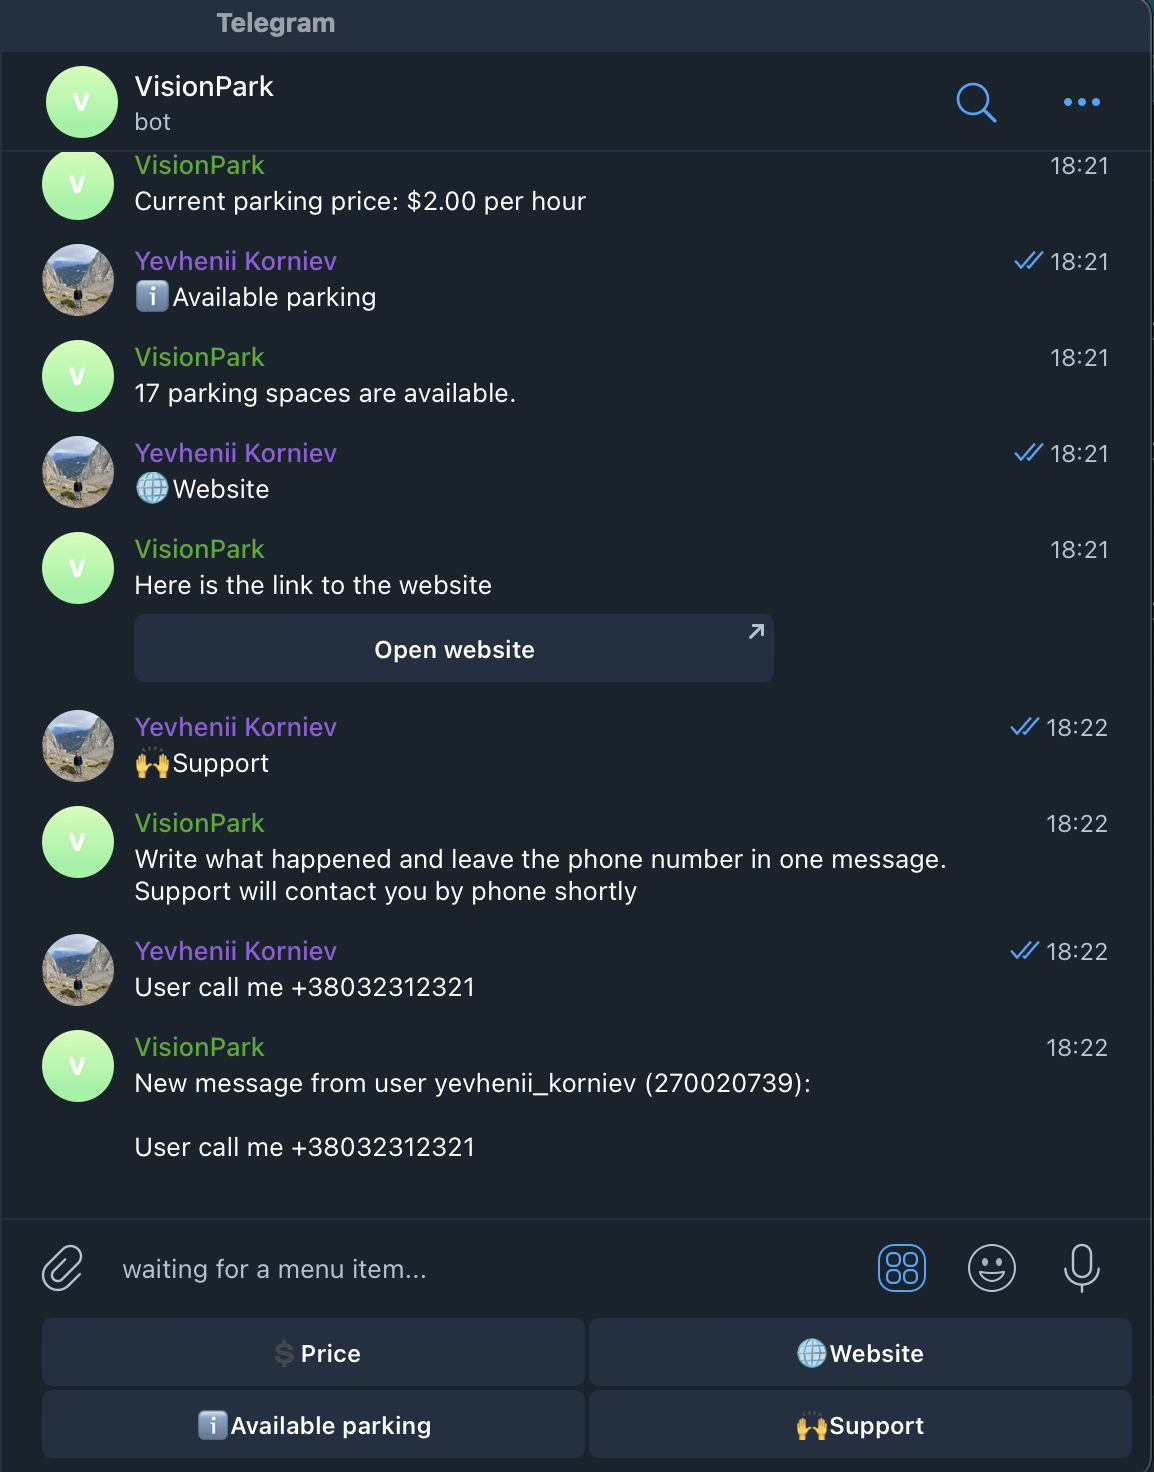 Telegram
V
VisionPark
bot
V
VisionPark 18:21
Current parking price: $2.00 per hour
Yevhenii Korniev 18:21
ℹ️Available parking
V
VisionPark 18:21
17 parking spaces are available.
Yevhenii Korniev 18:21
🌐Website
V
VisionPark 18:21
Here is the link to the website
Open website
Yevhenii Korniev 18:22
🙌Support
V
VisionPark 18:22
Write what happened and leave the phone number in one message.
Support will contact you by phone shortly
Yevhenii Korniev 18:22
User call me +38032312321
V
VisionPark 18:22
New message from user yevhenii_korniev (270020739):
User call me +38032312321
waiting for a menu item...
💲Price
🌐Website
ℹ️Available parking
🙌Support